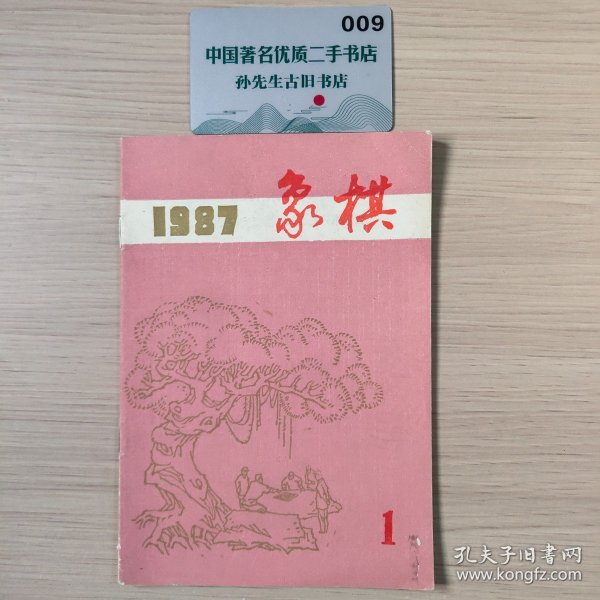 009
中国著名优质二手书店
孙先生古旧书店
1987 象棋
1
孔夫子旧书网
www.kongfz.com